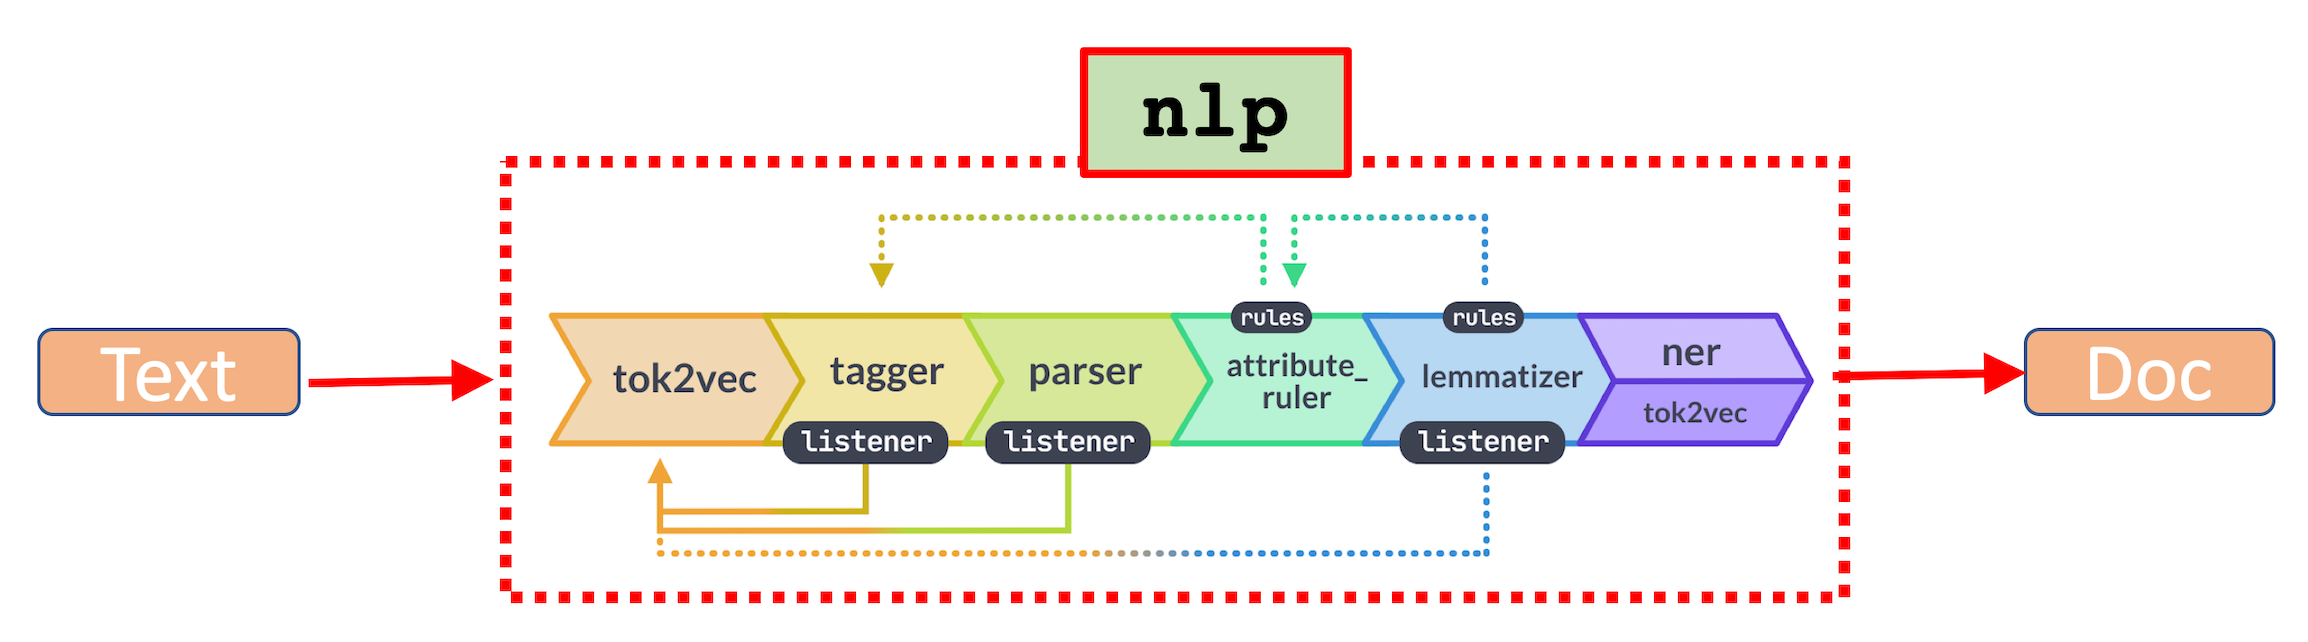 nlp
rules
rules
Text
tok2vec
tagger
parser
attribute_
ruler
lemmatizer
ner
tok2vec
Doc
listener
listener
listener